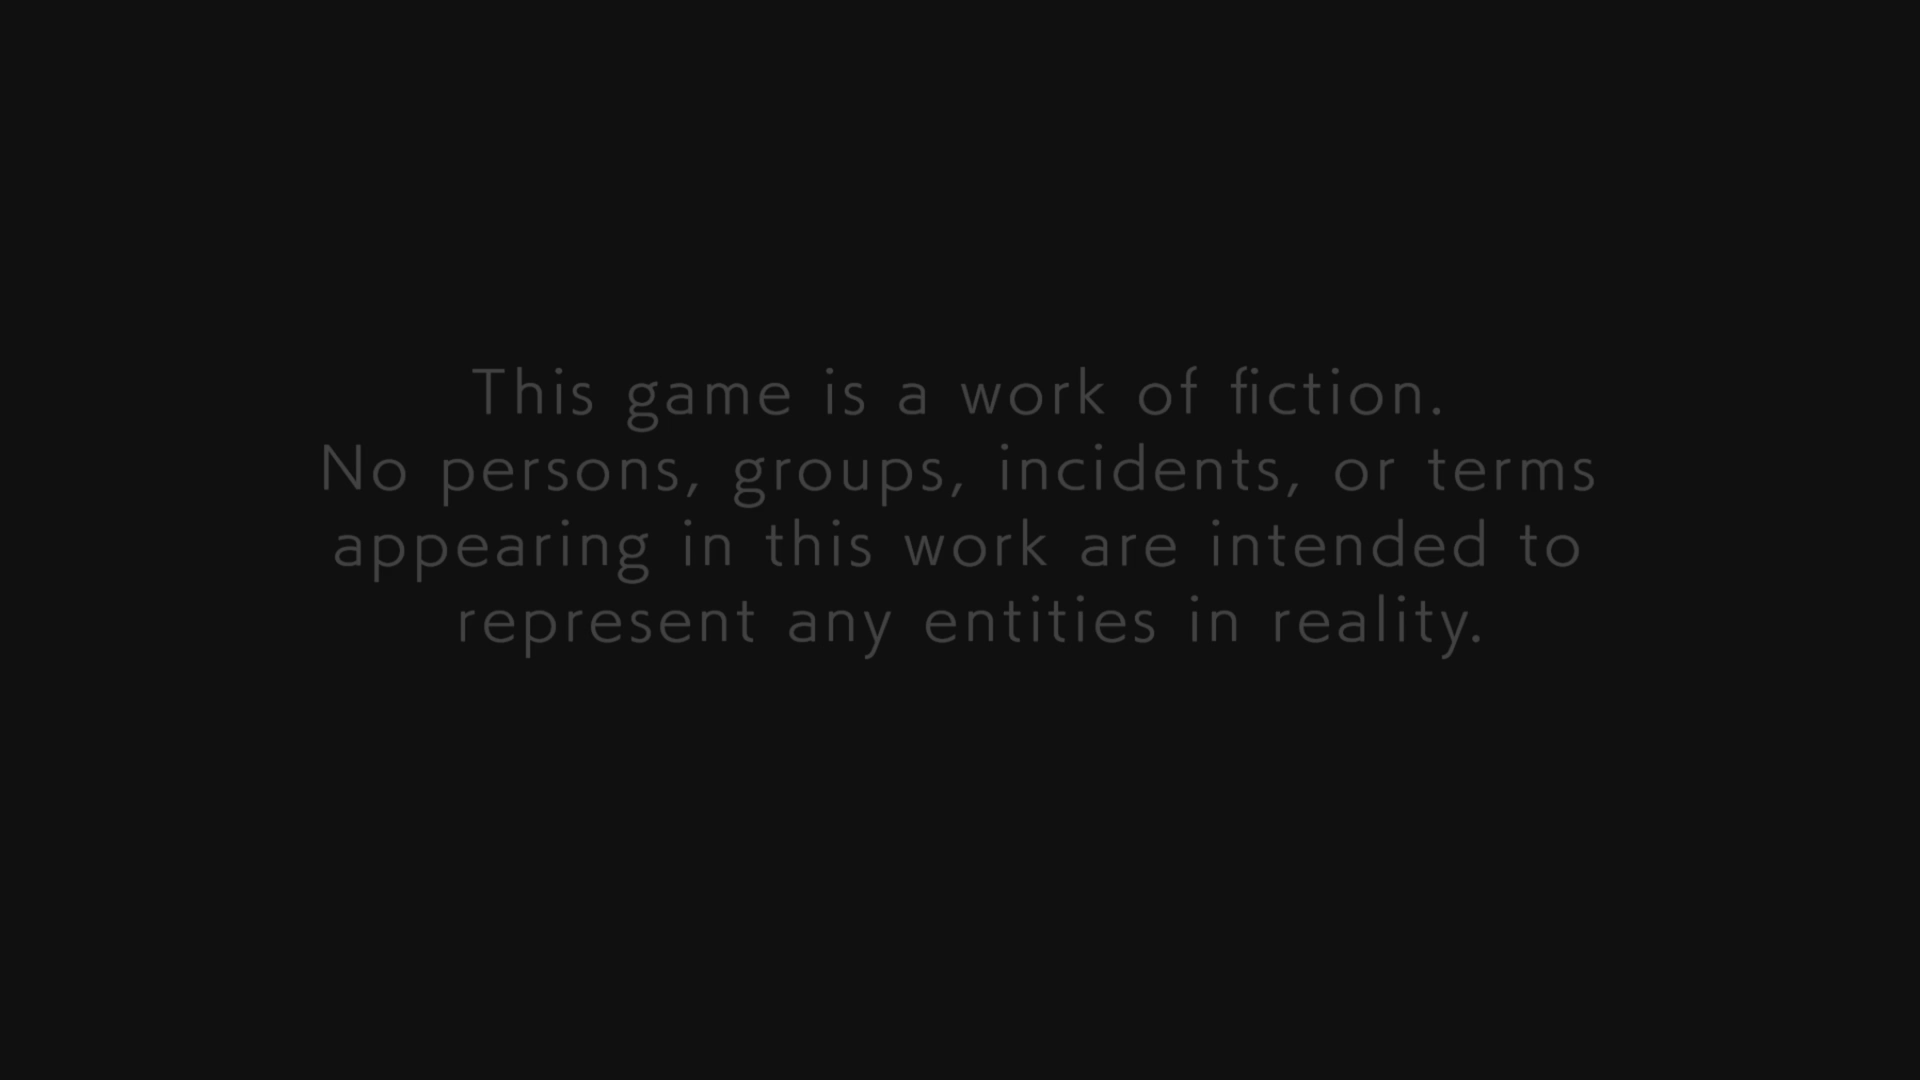 This game is a work of fiction.
No persons, groups, incidents, or terms
appearing in this work are intended to
represent any entities in reality.